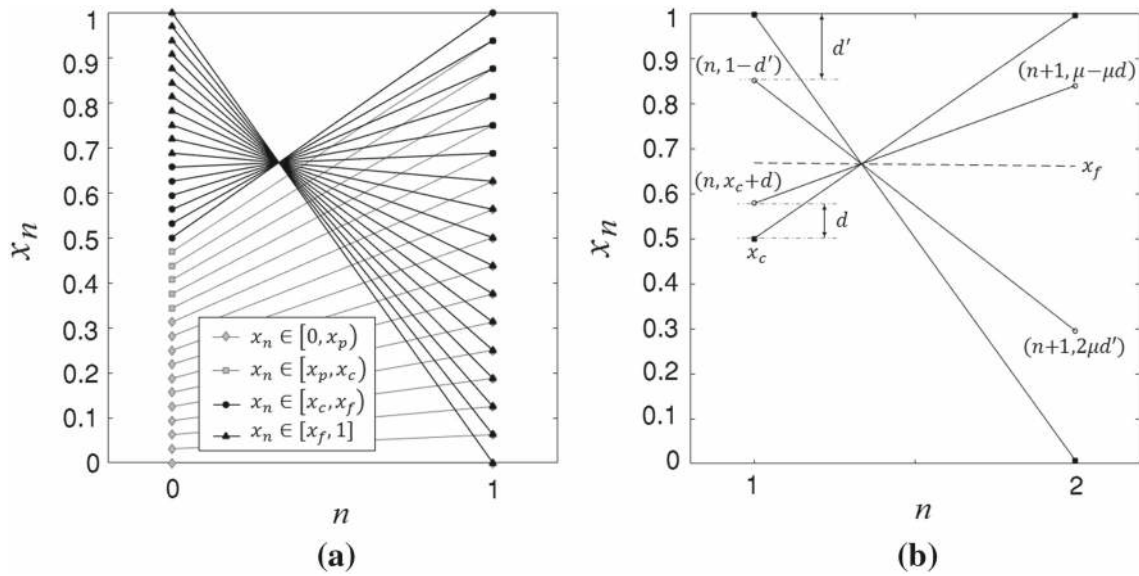 1
0.9
0.8
0.7
0.6
0.5
0.4
0.3
0.2
0.1
0
x_n
0
1
n
x_n ∈ [0, x_p)
x_n ∈ [x_p, x_c)
x_n ∈ [x_c, x_f)
x_n ∈ [x_f, 1]
(a)
1
0.9
0.8
0.7
0.6
0.5
0.4
0.3
0.2
0.1
0
x_n
d′
(n, 1−d′)
(n+1, μ−μd)
x_f
(n, x_c+d)
d
x_c
(n+1,2μd′)
1
2
n
(b)